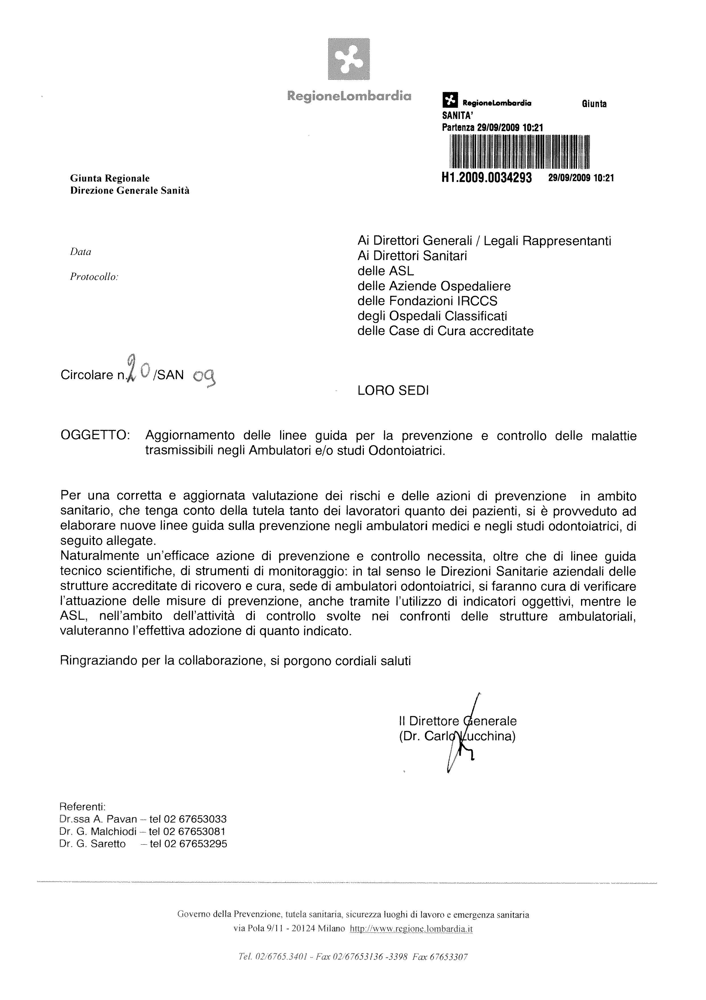 RegioneLombardia
RegioneLombardia Giunta
SANITA'
Partenza 29/09/2009 10:21
H1.2009.0034293 29/09/2009 10:21
Giunta Regionale
Direzione Generale Sanità
Data
Protocollo:
Ai Direttori Generali / Legali Rappresentanti
Ai Direttori Sanitari
delle ASL
delle Aziende Ospedaliere
delle Fondazioni IRCCS
degli Ospedali Classificati
delle Case di Cura accreditate
Circolare n. 20 /SAN 09
LORO SEDI
OGGETTO: Aggiornamento delle linee guida per la prevenzione e controllo delle malattie
trasmissibili negli Ambulatori e/o studi Odontoiatrici.
Per una corretta e aggiornata valutazione dei rischi e delle azioni di prevenzione in ambito
sanitario, che tenga conto della tutela tanto dei lavoratori quanto dei pazienti, si è provveduto ad
elaborare nuove linee guida sulla prevenzione negli ambulatori medici e negli studi odontoiatrici, di
seguito allegate.
Naturalmente un'efficace azione di prevenzione e controllo necessita, oltre che di linee guida
tecnico scientifiche, di strumenti di monitoraggio: in tal senso le Direzioni Sanitarie aziendali delle
strutture accreditate di ricovero e cura, sede di ambulatori odontoiatrici, si faranno cura di verificare
l'attuazione delle misure di prevenzione, anche tramite l'utilizzo di indicatori oggettivi, mentre le
ASL, nell'ambito dell'attività di controllo svolte nei confronti delle strutture ambulatoriali,
valuteranno l'effettiva adozione di quanto indicato.
Ringraziando per la collaborazione, si porgono cordiali saluti
Il Direttore Generale
(Dr. Carlo Lucchina)
Referenti:
Dr.ssa A. Pavan – tel 02 67653033
Dr. G. Malchiodi – tel 02 67653081
Dr. G. Saretto – tel 02 67653295
Governo della Prevenzione, tutela sanitaria, sicurezza luoghi di lavoro e emergenza sanitaria
via Pola 9/11 - 20124 Milano http://www.regione.lombardia.it
Tel. 02/6765.3401 - Fax 02/67653136 -3398 Fax 67653307